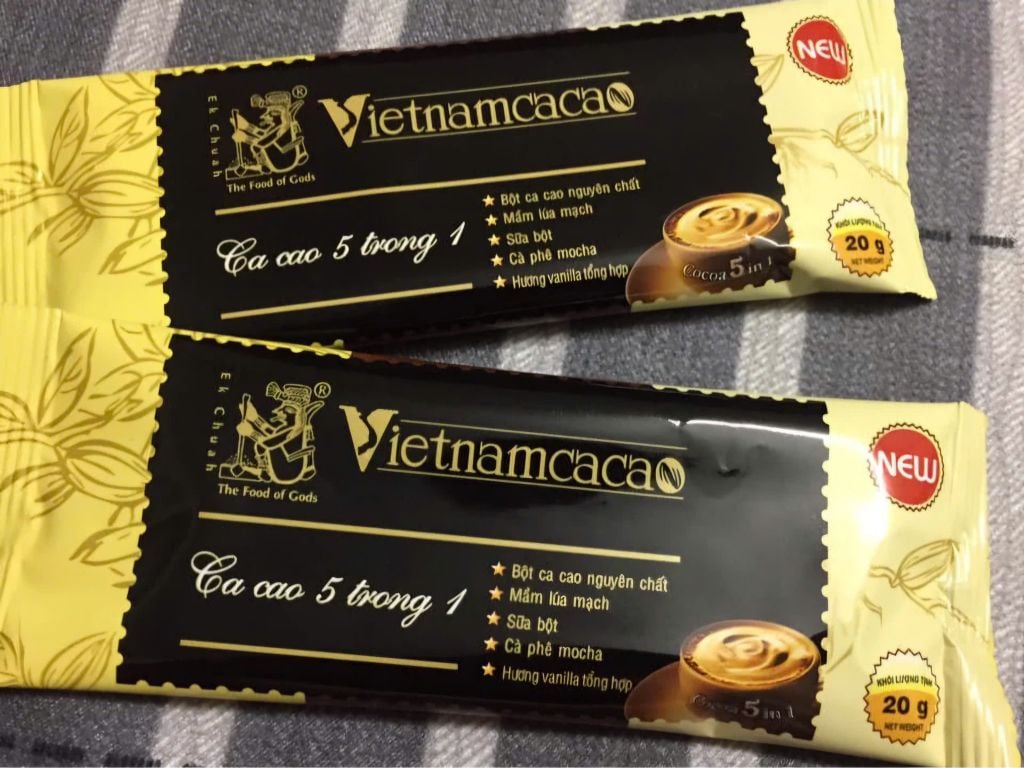 NEW
Ek Chuah
®
Vietnamcacao
The Food of Gods
Ca cao 5 trong 1
★ Bột ca cao nguyên chất
★ Mầm lúa mạch
★ Sữa bột
★ Cà phê mocha
★ Hương vanilla tổng hợp
Cocoa 5 in 1
KHỐI LƯỢNG TỊNH
20 g
NET WEIGHT
NEW
Ek Chuah
®
Vietnamcacao
The Food of Gods
Ca cao 5 trong 1
★ Bột ca cao nguyên chất
★ Mầm lúa mạch
★ Sữa bột
★ Cà phê mocha
★ Hương vanilla tổng hợp
Cocoa 5 in 1
KHỐI LƯỢNG TỊNH
20 g
NET WEIGHT